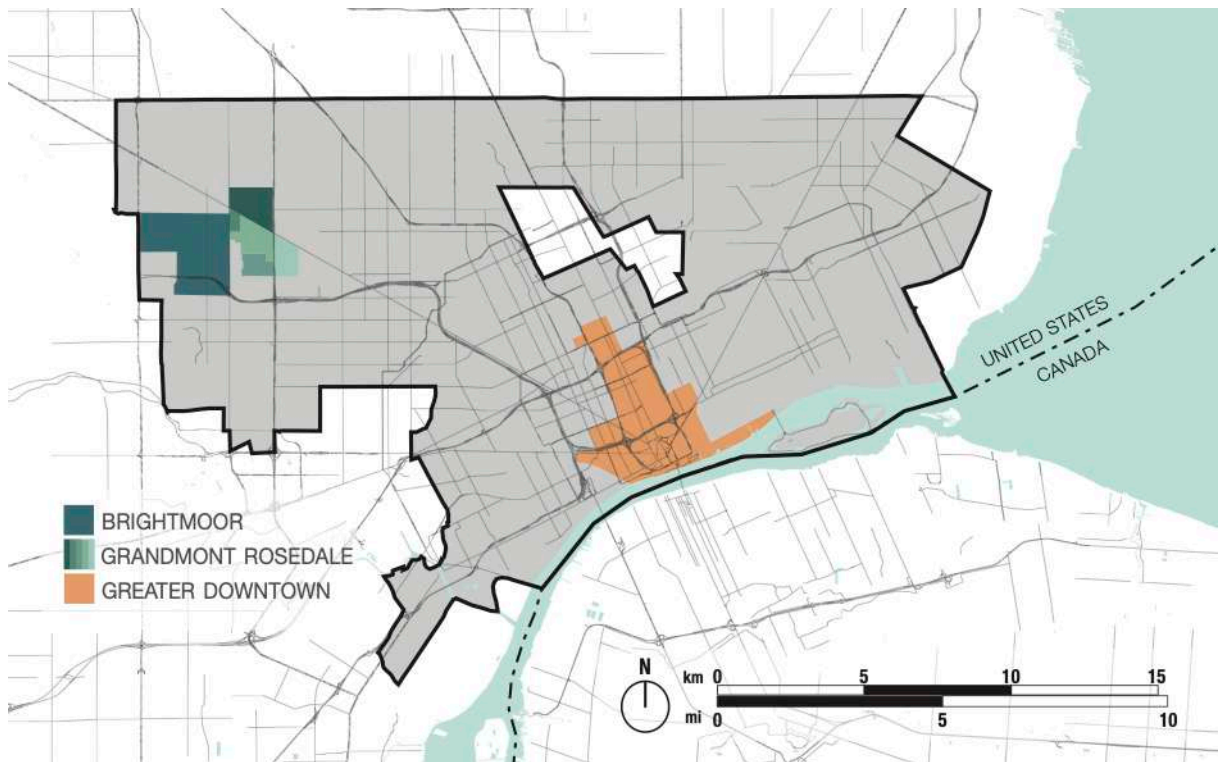 UNITED STATES
CANADA
BRIGHTMOOR
GRANDMONT ROSEDALE
GREATER DOWNTOWN
N
km 0 5 10 15
mi 0 5 10